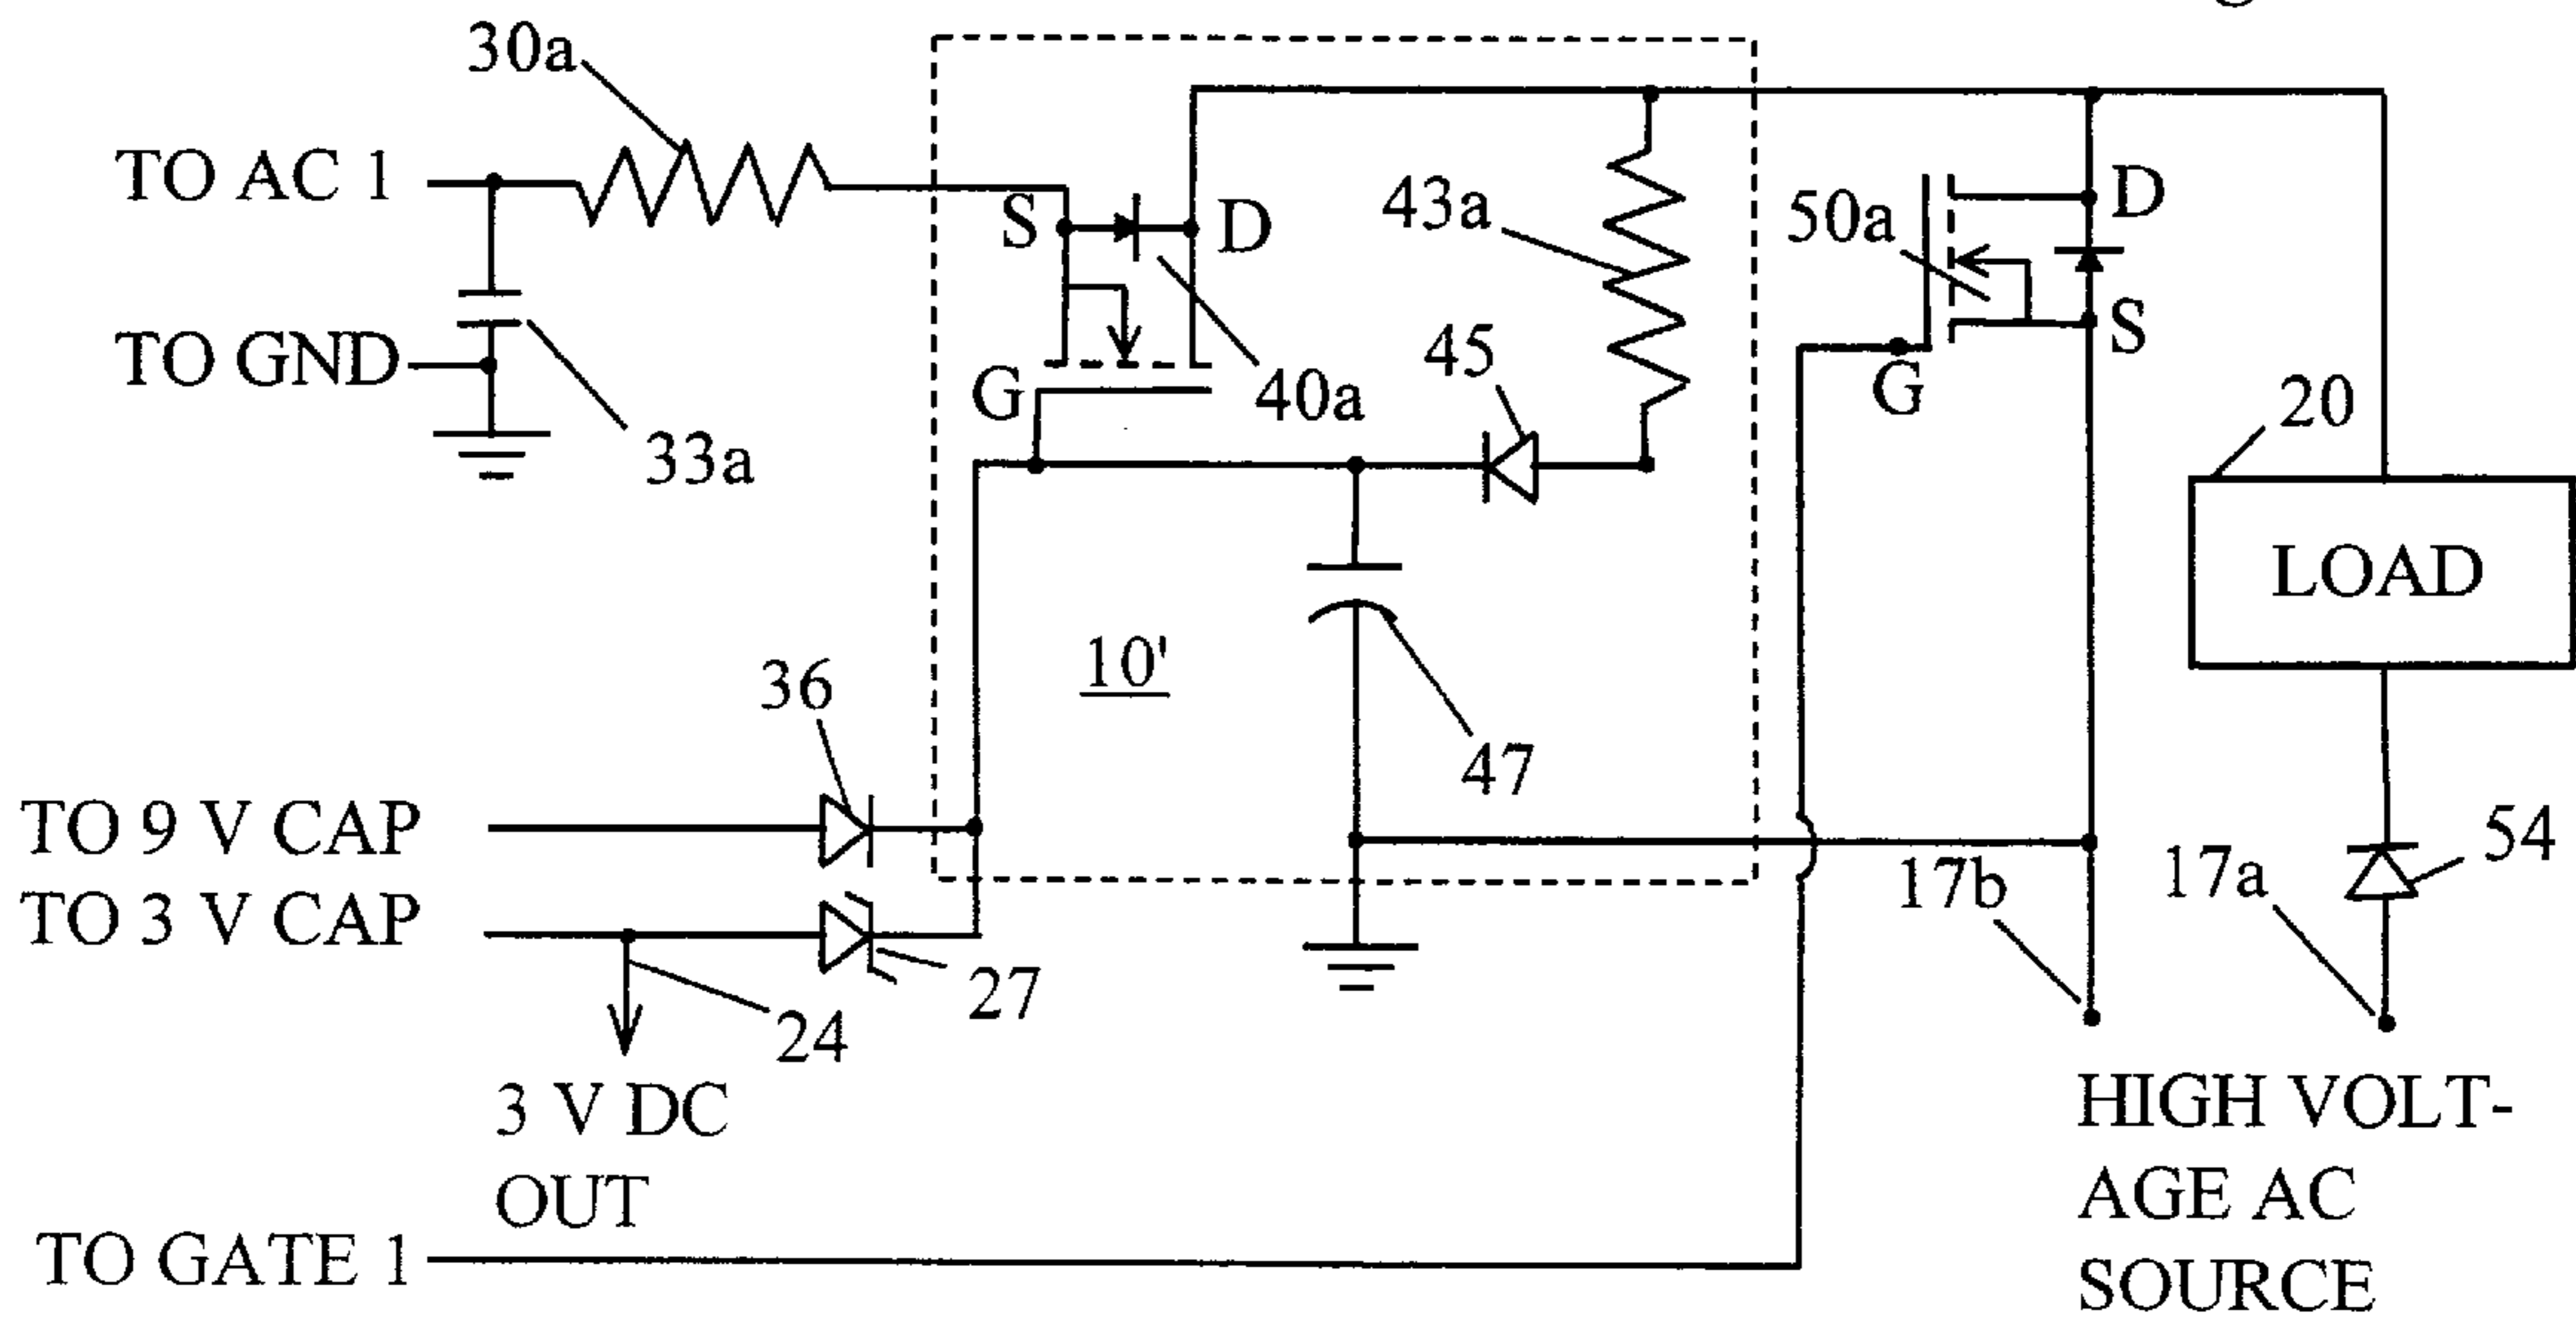 30a
TO AC 1
S
D
43a
50a
D
TO GND
G
40a
45
S
G
20
33a
LOAD
10'
36
47
TO 9 V CAP
54
17b
17a
TO 3 V CAP
27
24
3 V DC
OUT
HIGH VOLT-
AGE AC
SOURCE
TO GATE 1